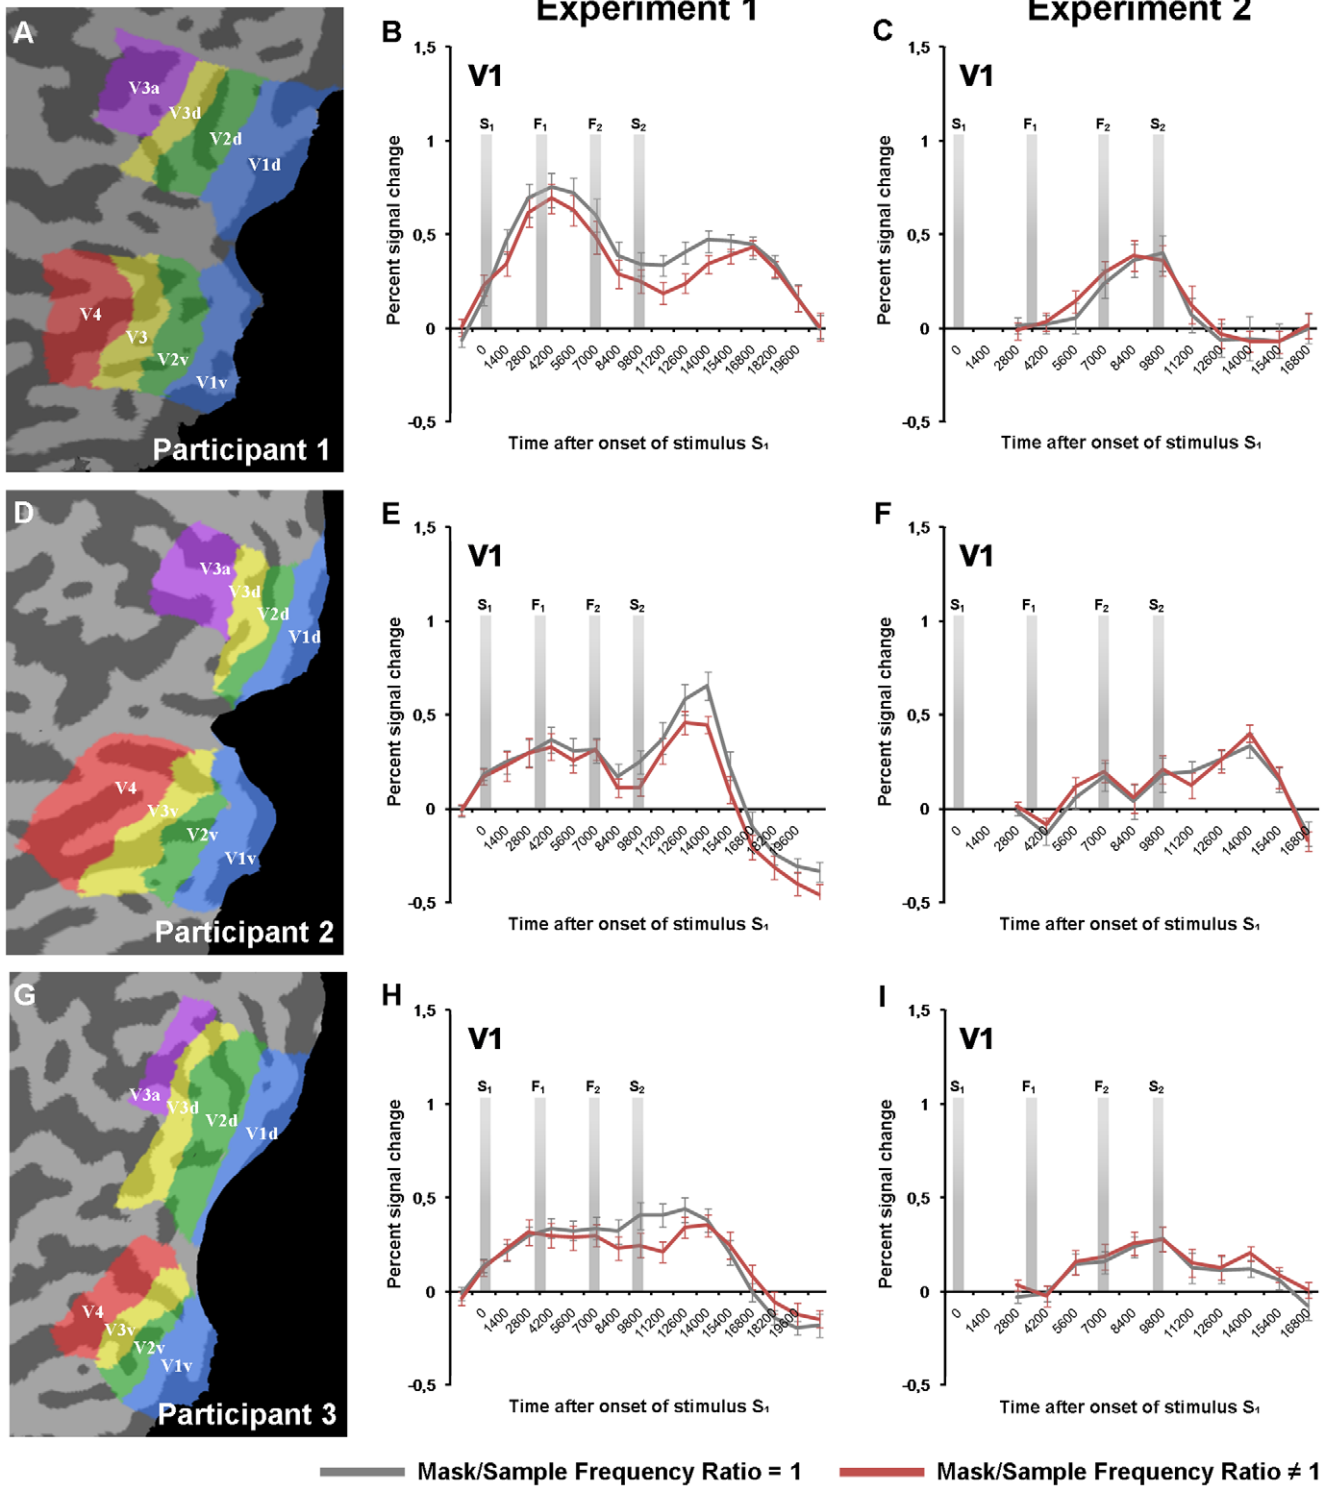 Experiment 1
Experiment 2
A
V3a
V3d
V2d
V1d
V4
V3
V2v
V1v
Participant 1
B
V1
1,5
1
0,5
0
-0,5
Percent signal change
S1
F1
F2
S2
0 1400 2800 4200 5600 7000 8400 9800 11200 12600 14000 15400 16800 18200 19600
Time after onset of stimulus S1
C
V1
1,5
1
0,5
0
-0,5
Percent signal change
S1
F1
F2
S2
0 1400 2800 4200 5600 7000 8400 9800 11200 12600 14000 15400 16800
Time after onset of stimulus S1
D
V3a
V3d
V2d
V1d
V4
V3v
V2v
V1v
Participant 2
E
V1
1,5
1
0,5
0
-0,5
Percent signal change
S1
F1
F2
S2
0 1400 2800 4200 5600 7000 8400 9800 11200 12600 14000 15400 16800 18200 19600
Time after onset of stimulus S1
F
V1
1,5
1
0,5
0
-0,5
Percent signal change
S1
F1
F2
S2
0 1400 2800 4200 5600 7000 8400 9800 11200 12600 14000 15400 16800
Time after onset of stimulus S1
G
V3a
V3d
V2d
V1d
V4
V3v
V2v
V1v
Participant 3
H
V1
1,5
1
0,5
0
-0,5
Percent signal change
S1
F1
F2
S2
0 1400 2800 4200 5600 7000 8400 9800 11200 12600 14000 15400 16800 18200 19600
Time after onset of stimulus S1
I
V1
1,5
1
0,5
0
-0,5
Percent signal change
S1
F1
F2
S2
0 1400 2800 4200 5600 7000 8400 9800 11200 12600 14000 15400 16800
Time after onset of stimulus S1
Mask/Sample Frequency Ratio = 1
Mask/Sample Frequency Ratio ≠ 1